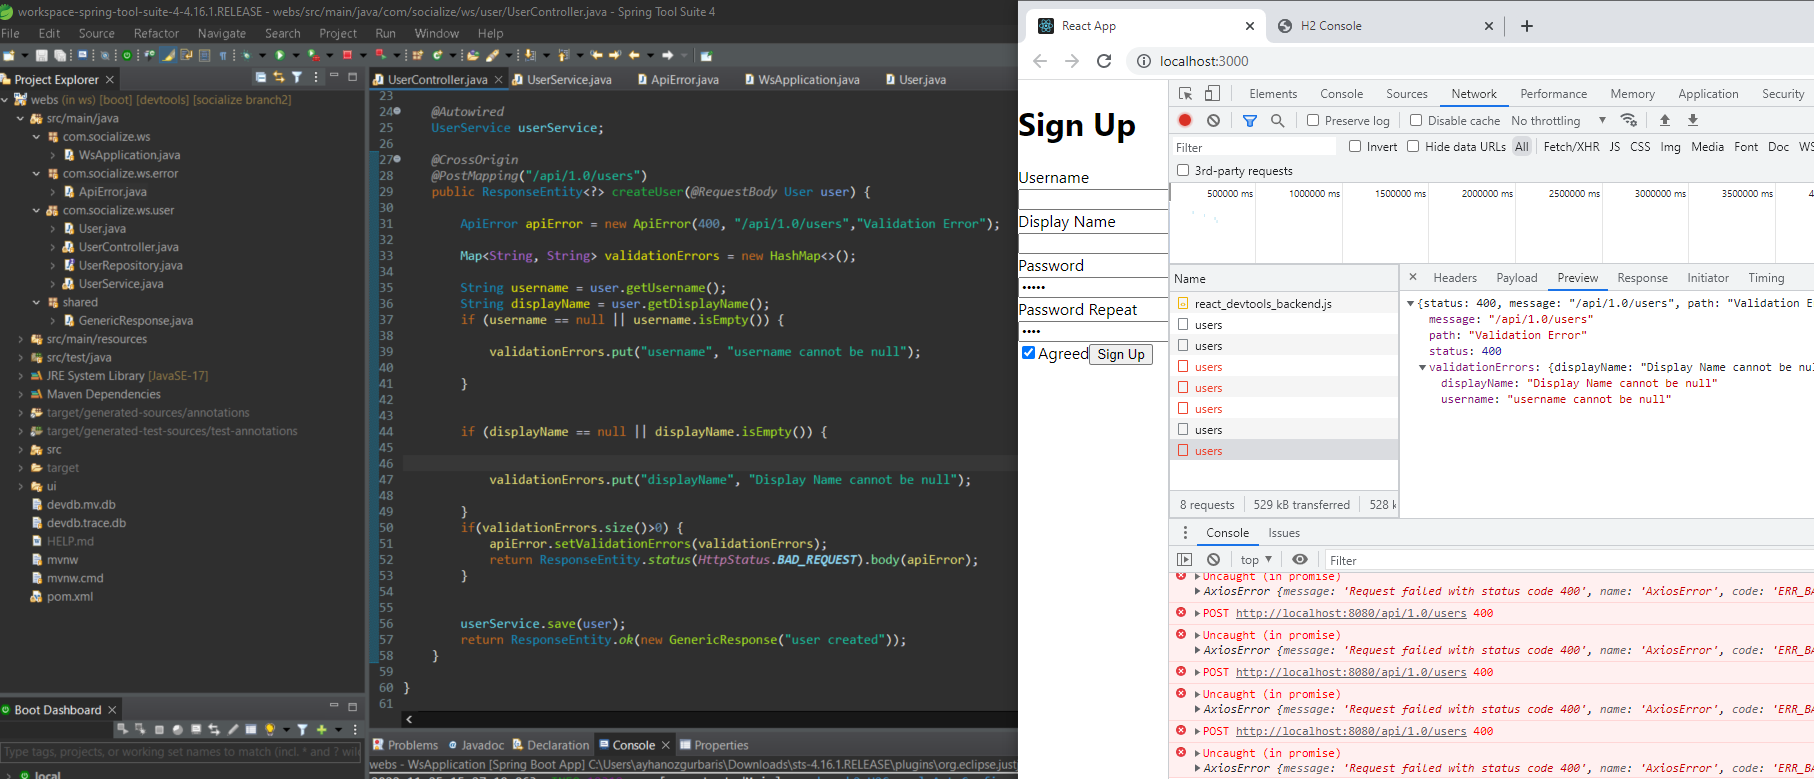 workspace-spring-tool-suite-4-4.16.1.RELEASE - webs/src/main/java/com/socialize/ws/user/UserController.java - Spring Tool Suite 4
File Edit Source Refactor Navigate Search Project Run Window Help
Project Explorer
webs (in ws) [boot] [devtools] [socialize branch2]
src/main/java
com.socialize.ws
WsApplication.java
com.socialize.ws.error
ApiError.java
com.socialize.ws.user
User.java
UserController.java
UserRepository.java
UserService.java
shared
GenericResponse.java
src/main/resources
src/test/java
JRE System Library [JavaSE-17]
Maven Dependencies
target/generated-sources/annotations
target/generated-test-sources/test-annotations
src
target
ui
devdb.mv.db
devdb.trace.db
HELP.md
mvnw
mvnw.cmd
pom.xml
Boot Dashboard
Type tags, projects, or working set names to match (incl. * and ? wil
local
UserController.java UserService.java ApiError.java WsApplication.java User.java
23
24 @Autowired
25 UserService userService;
26
27 @CrossOrigin
28 @PostMapping("/api/1.0/users")
29 public ResponseEntity<?> createUser(@RequestBody User user) {
30
31 ApiError apiError = new ApiError(400, "/api/1.0/users","Validation Error");
32
33 Map<String, String> validationErrors = new HashMap<>();
34
35 String username = user.getUsername();
36 String displayName = user.getDisplayName();
37 if (username == null || username.isEmpty()) {
38
39 validationErrors.put("username", "username cannot be null");
40
41 }
42
43
44 if (displayName == null || displayName.isEmpty()) {
45
46
47 validationErrors.put("displayName", "Display Name cannot be null");
48
49 }
50 if(validationErrors.size()>0) {
51 apiError.setValidationErrors(validationErrors);
52 return ResponseEntity.status(HttpStatus.BAD_REQUEST).body(apiError);
53 }
54
55
56 userService.save(user);
57 return ResponseEntity.ok(new GenericResponse("user created"));
58 }
59
60 }
61
Problems Javadoc Declaration Console Properties
webs - WsApplication [Spring Boot App] C:\Users\ayhanozgurbaris\Downloads\sts-4.16.1.RELEASE\plugins\org.eclipse.just
React App H2 Console
localhost:3000
Sign Up
Username
Display Name
Password
•••••
Password Repeat
••••
Agreed Sign Up
Elements Console Sources Network Performance Memory Application Security
Preserve log Disable cache No throttling
Filter Invert Hide data URLs All Fetch/XHR JS CSS Img Media Font Doc WS
3rd-party requests
500000 ms 1000000 ms 1500000 ms 2000000 ms 2500000 ms 3000000 ms 3500000 ms 4
Name
react_devtools_backend.js
users
users
users
users
users
users
users
8 requests 529 kB transferred 528 k
Headers Payload Preview Response Initiator Timing
{status: 400, message: "/api/1.0/users", path: "Validation E
message: "/api/1.0/users"
path: "Validation Error"
status: 400
validationErrors: {displayName: "Display Name cannot be nul
displayName: "Display Name cannot be null"
username: "username cannot be null"
Console Issues
top Filter
Uncaught (in promise)
AxiosError {message: 'Request failed with status code 400', name: 'AxiosError', code: 'ERR_BA
POST http://localhost:8080/api/1.0/users 400
Uncaught (in promise)
AxiosError {message: 'Request failed with status code 400', name: 'AxiosError', code: 'ERR_BA
POST http://localhost:8080/api/1.0/users 400
Uncaught (in promise)
AxiosError {message: 'Request failed with status code 400', name: 'AxiosError', code: 'ERR_BA
POST http://localhost:8080/api/1.0/users 400
Uncaught (in promise)
AxiosError {message: 'Request failed with status code 400', name: 'AxiosError', code: 'ERR_BA